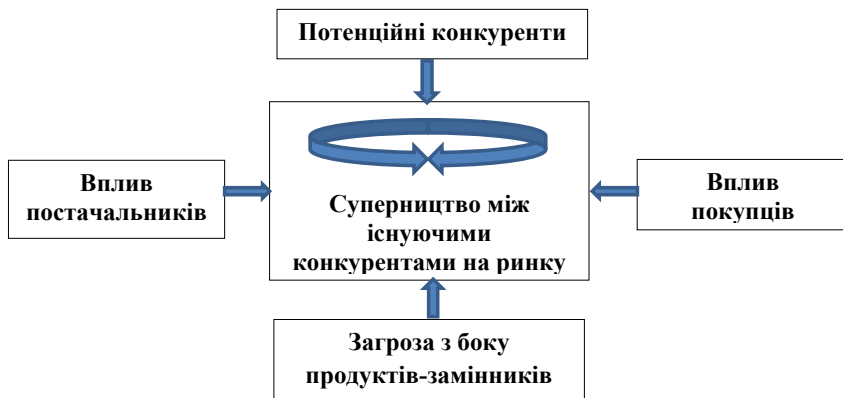 Потенційні конкуренти
Вплив
постачальників
Суперництво між
існуючими
конкурентами на ринку
Вплив
покупців
Загроза з боку
продуктів-замінників